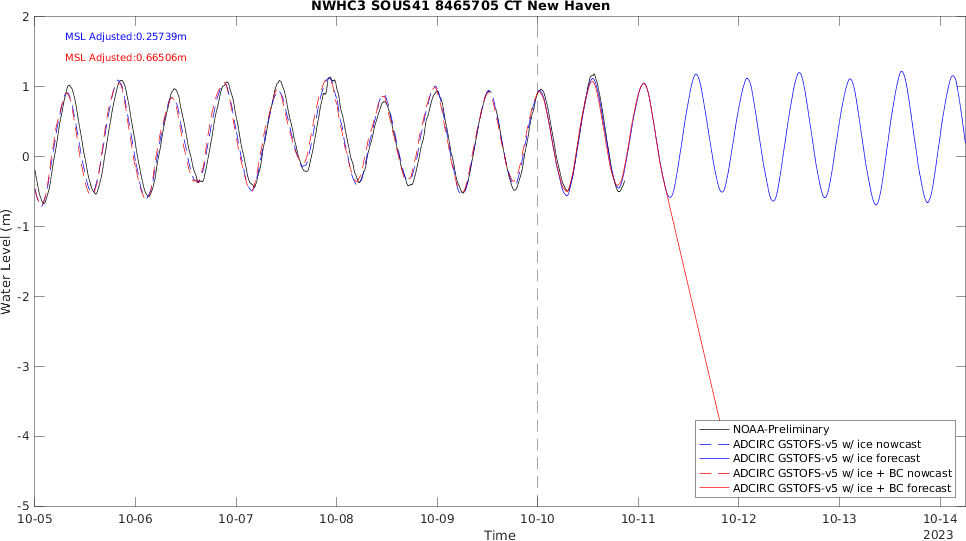 NWHC3 SOUS41 8465705 CT New Haven
MSL Adjusted:0.25739m
MSL Adjusted:0.66506m
2
1
0
-1
-2
-3
-4
-5
Water Level (m)
NOAA-Preliminary
ADCIRC GSTOFS-v5 w/ ice nowcast
ADCIRC GSTOFS-v5 w/ ice forecast
ADCIRC GSTOFS-v5 w/ ice + BC nowcast
ADCIRC GSTOFS-v5 w/ ice + BC forecast
10-05 10-06 10-07 10-08 10-09 10-10 10-11 10-12 10-13 10-14
Time 2023